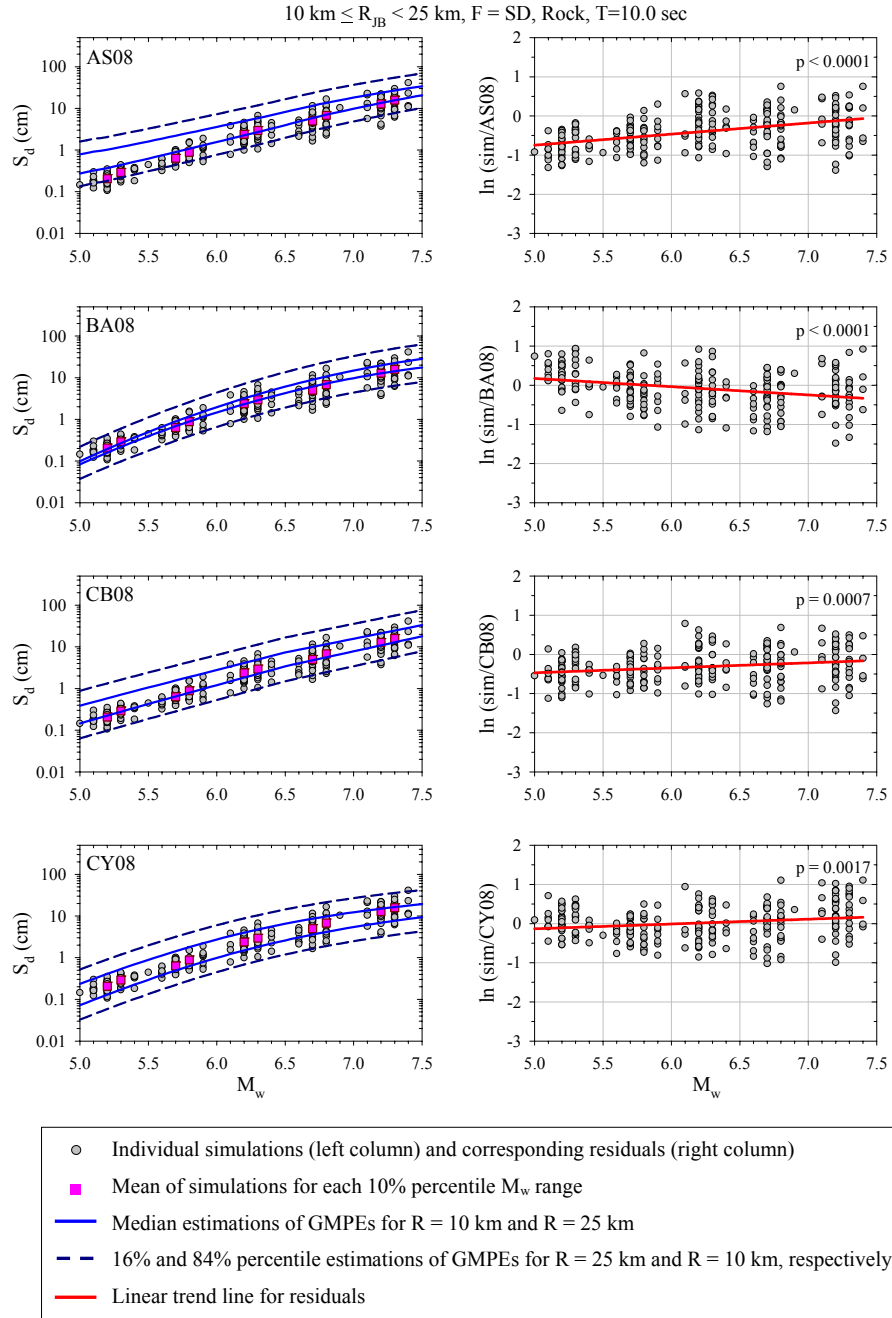 10 km ≤ R_JB < 25 km, F = SD, Rock, T=10.0 sec
AS08
S_d (cm)
100
10
1
0.1
0.01
5.0 5.5 6.0 6.5 7.0 7.5
p < 0.0001
ln (sim/AS08)
2
1
-0
-1
-2
-3
5.0 5.5 6.0 6.5 7.0 7.5
BA08
S_d (cm)
100
10
1
0.1
0.01
5.0 5.5 6.0 6.5 7.0 7.5
p < 0.0001
ln (sim/BA08)
2
1
0
-1
-2
-3
5.0 5.5 6.0 6.5 7.0 7.5
CB08
S_d (cm)
100
10
1
0.1
0.01
5.0 5.5 6.0 6.5 7.0 7.5
p = 0.0007
ln (sim/CB08)
2
1
-0
-1
-2
-3
5.0 5.5 6.0 6.5 7.0 7.5
CY08
S_d (cm)
100
10
1
0.1
0.01
5.0 5.5 6.0 6.5 7.0 7.5
M_w
p = 0.0017
ln (sim/CY08)
2
1
0
-1
-2
-3
5.0 5.5 6.0 6.5 7.0 7.5
M_w
Individual simulations (left column) and corresponding residuals (right column)
Mean of simulations for each 10% percentile M_w range
Median estimations of GMPEs for R = 10 km and R = 25 km
16% and 84% percentile estimations of GMPEs for R = 25 km and R = 10 km, respectively
Linear trend line for residuals